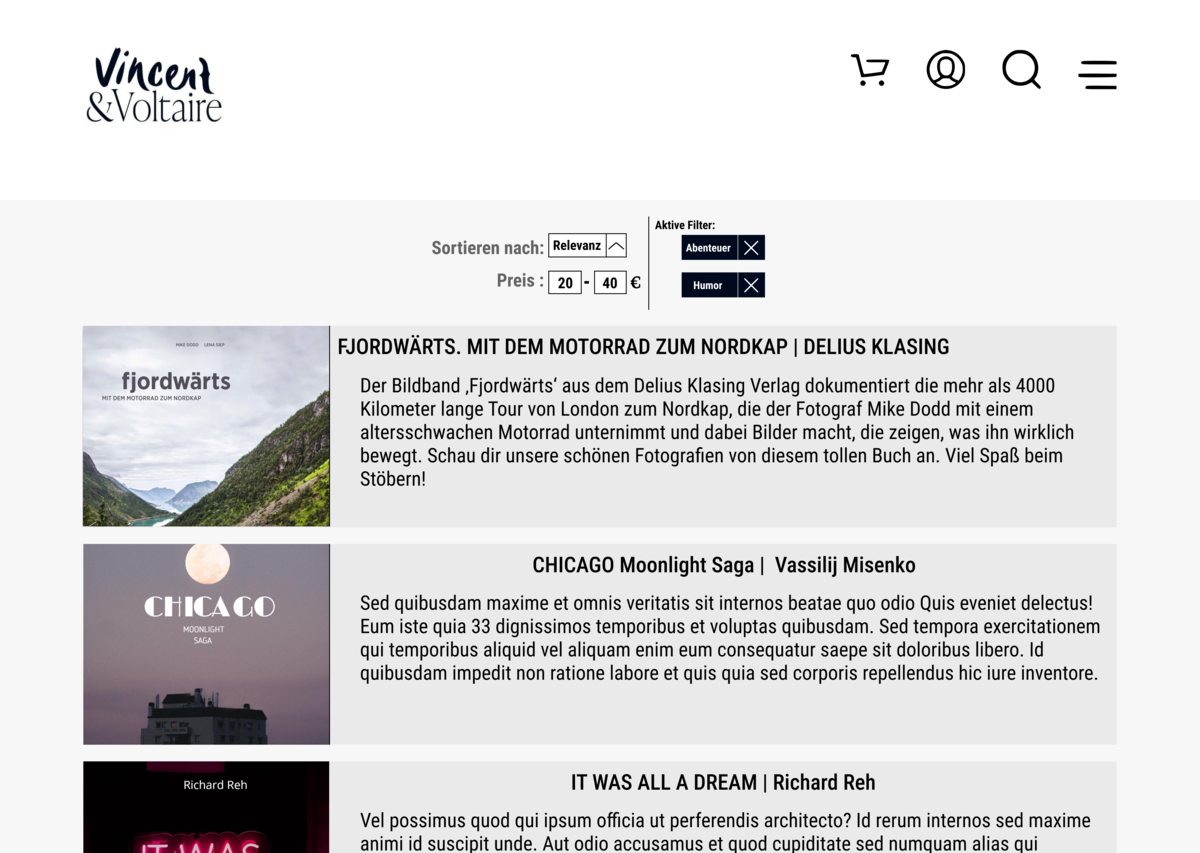 Vincent
&Voltaire
Sortieren nach: Relevanz
Preis : 20 - 40 €
Aktive Filter:
Abenteuer
Humor
MIKE DODD LENA SIEP
fjordwärts
MIT DEM MOTORRAD ZUM NORDKAP
FJORDWÄRTS. MIT DEM MOTORRAD ZUM NORDKAP | DELIUS KLASING
Der Bildband ‚Fjordwärts‘ aus dem Delius Klasing Verlag dokumentiert die mehr als 4000
Kilometer lange Tour von London zum Nordkap, die der Fotograf Mike Dodd mit einem
altersschwachen Motorrad unternimmt und dabei Bilder macht, die zeigen, was ihn wirklich
bewegt. Schau dir unsere schönen Fotografien von diesem tollen Buch an. Viel Spaß beim
Stöbern!
CHICAGO
MOONLIGHT
SAGA
CHICAGO Moonlight Saga | Vassilij Misenko
Sed quibusdam maxime et omnis veritatis sit internos beatae quo odio Quis eveniet delectus!
Eum iste quia 33 dignissimos temporibus et voluptas quibusdam. Sed tempora exercitationem
qui temporibus aliquid vel aliquam enim eum consequatur saepe sit doloribus libero. Id
quibusdam impedit non ratione labore et quis quia sed corporis repellendus hic iure inventore.
Richard Reh
IT WAS
IT WAS ALL A DREAM | Richard Reh
Vel possimus quod qui ipsum officia ut perferendis architecto? Id rerum internos sed maxime
animi id suscipit unde. Aut odio accusamus et quod cupiditate sed numquam alias qui